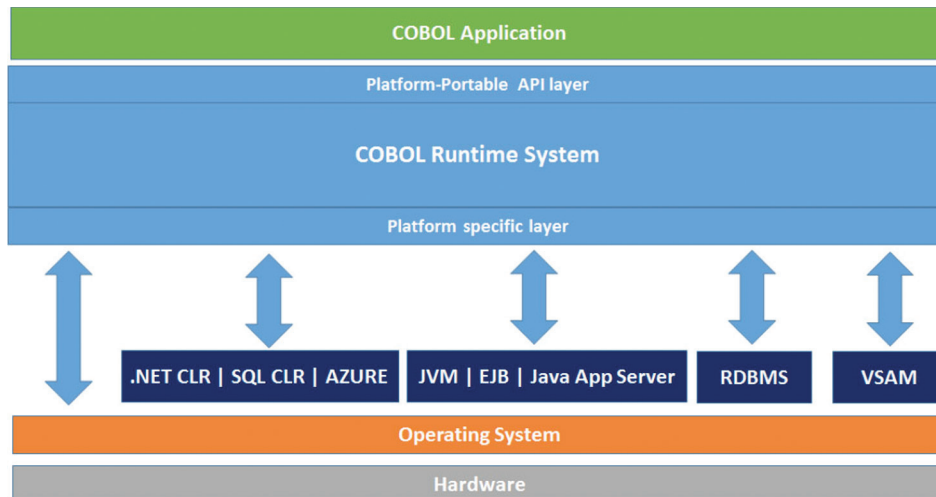 COBOL Application
Platform-Portable API layer
COBOL Runtime System
Platform specific layer
.NET CLR | SQL CLR | AZURE
JVM | EJB | Java App Server
RDBMS
VSAM
Operating System
Hardware